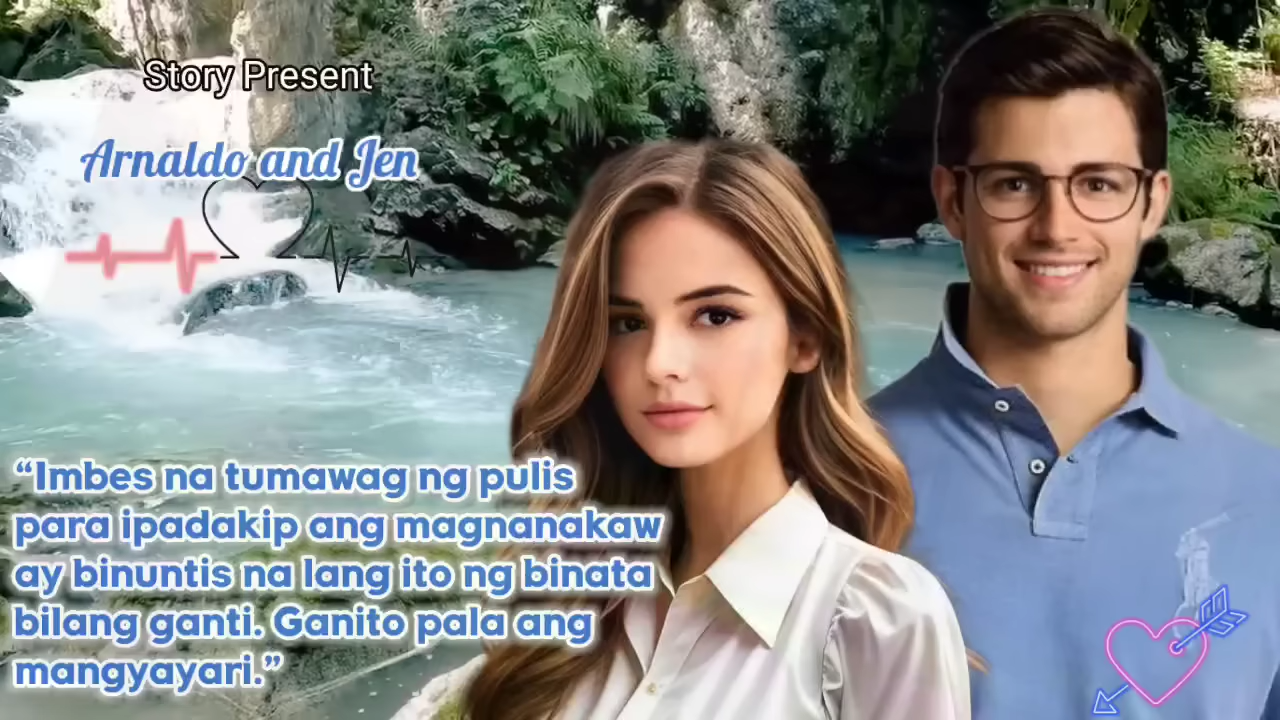 Story Present
Arnaldo and Jen
“Imbes na tumawag ng pulis
para ipadakip ang magnanakaw
ay binuntis na lang ito ng binata
bilang ganti. Ganito pala ang
mangyayari.”